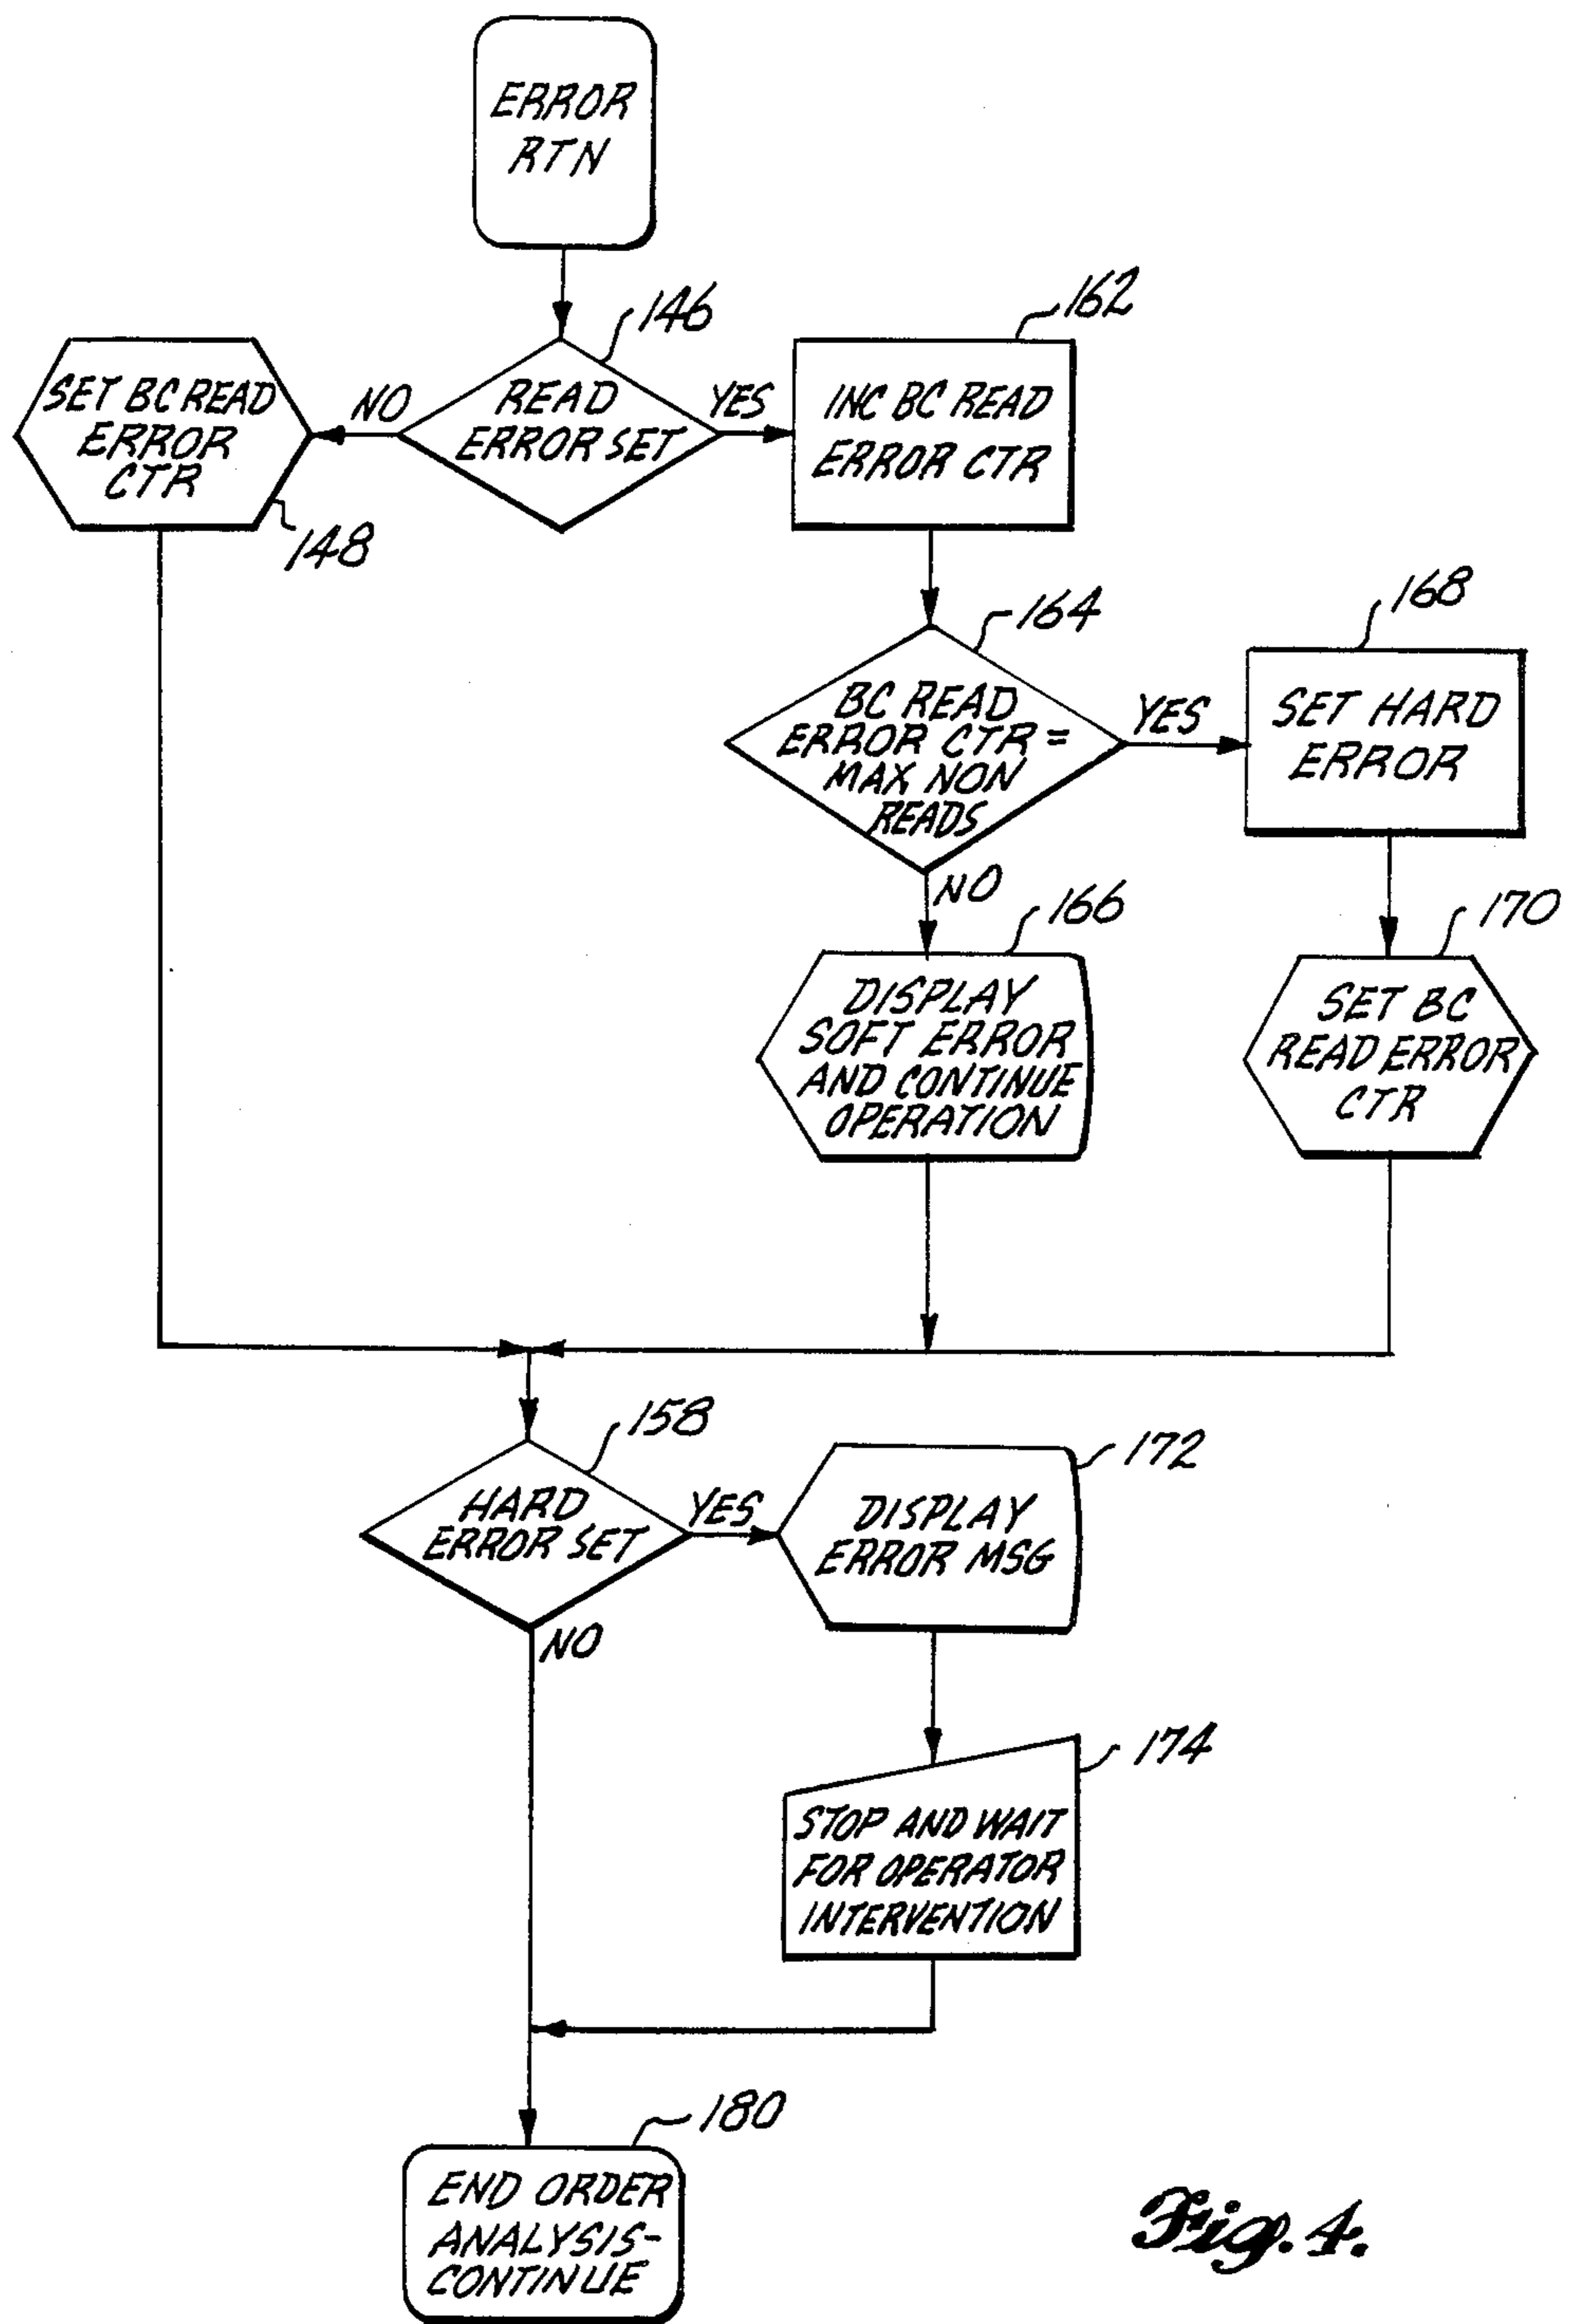 ERROR
RTN
146
162
SET BC READ
ERROR
CTR
NO
READ
ERROR SET
YES
INC BC READ
ERROR CTR
148
164
168
BC READ
ERROR CTR =
MAX NON
READS
YES
SET HARD
ERROR
NO
166
170
DISPLAY
SOFT ERROR
AND CONTINUE
OPERATION
SET BC
READ ERROR
CTR
158
172
HARD
ERROR SET
YES
DISPLAY
ERROR MSG
NO
174
STOP AND WAIT
FOR OPERATOR
INTERVENTION
180
END ORDER
ANALYSIS-
CONTINUE
Fig. 4.